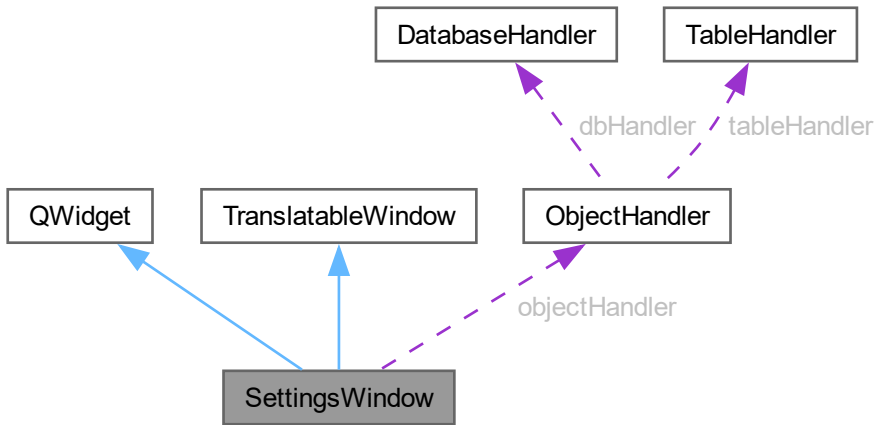 DatabaseHandler
TableHandler
dbHandler
tableHandler
QWidget
TranslatableWindow
ObjectHandler
objectHandler
SettingsWindow